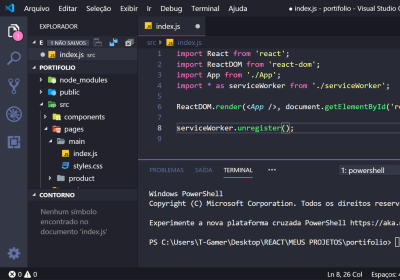 Arquivo Editar Seleção Exibir Ir Debug Terminal Ajuda ● index.js - portifolio - Visual Studio
EXPLORADOR
index.js ●
E 1 NÃO SALVOS
src › index.js
● index.js
PORTIFOLIO
node_modules
public
src
components
pages
main
index.js
styles.css
product
CONTORNO
Nenhum símbolo
encontrado no
documento 'index.js'
1 import React from 'react';
2 import ReactDOM from 'react-dom';
3 import App from './App';
4 import * as serviceWorker from './serviceWorker';
5
6 ReactDOM.render(<App />, document.getElementById('r
7
8 serviceWorker.unregister();
PROBLEMAS SAÍDA TERMINAL ••• 1: powershell
Windows PowerShell
Copyright (C) Microsoft Corporation. Todos os direitos reserv
Experimente a nova plataforma cruzada PowerShell https://aka.
PS C:\Users\T-Gamer\Desktop\REACT\MEUS PROJETOS\portifolio>
0 0 Ln 8, Col 26 Espaços: